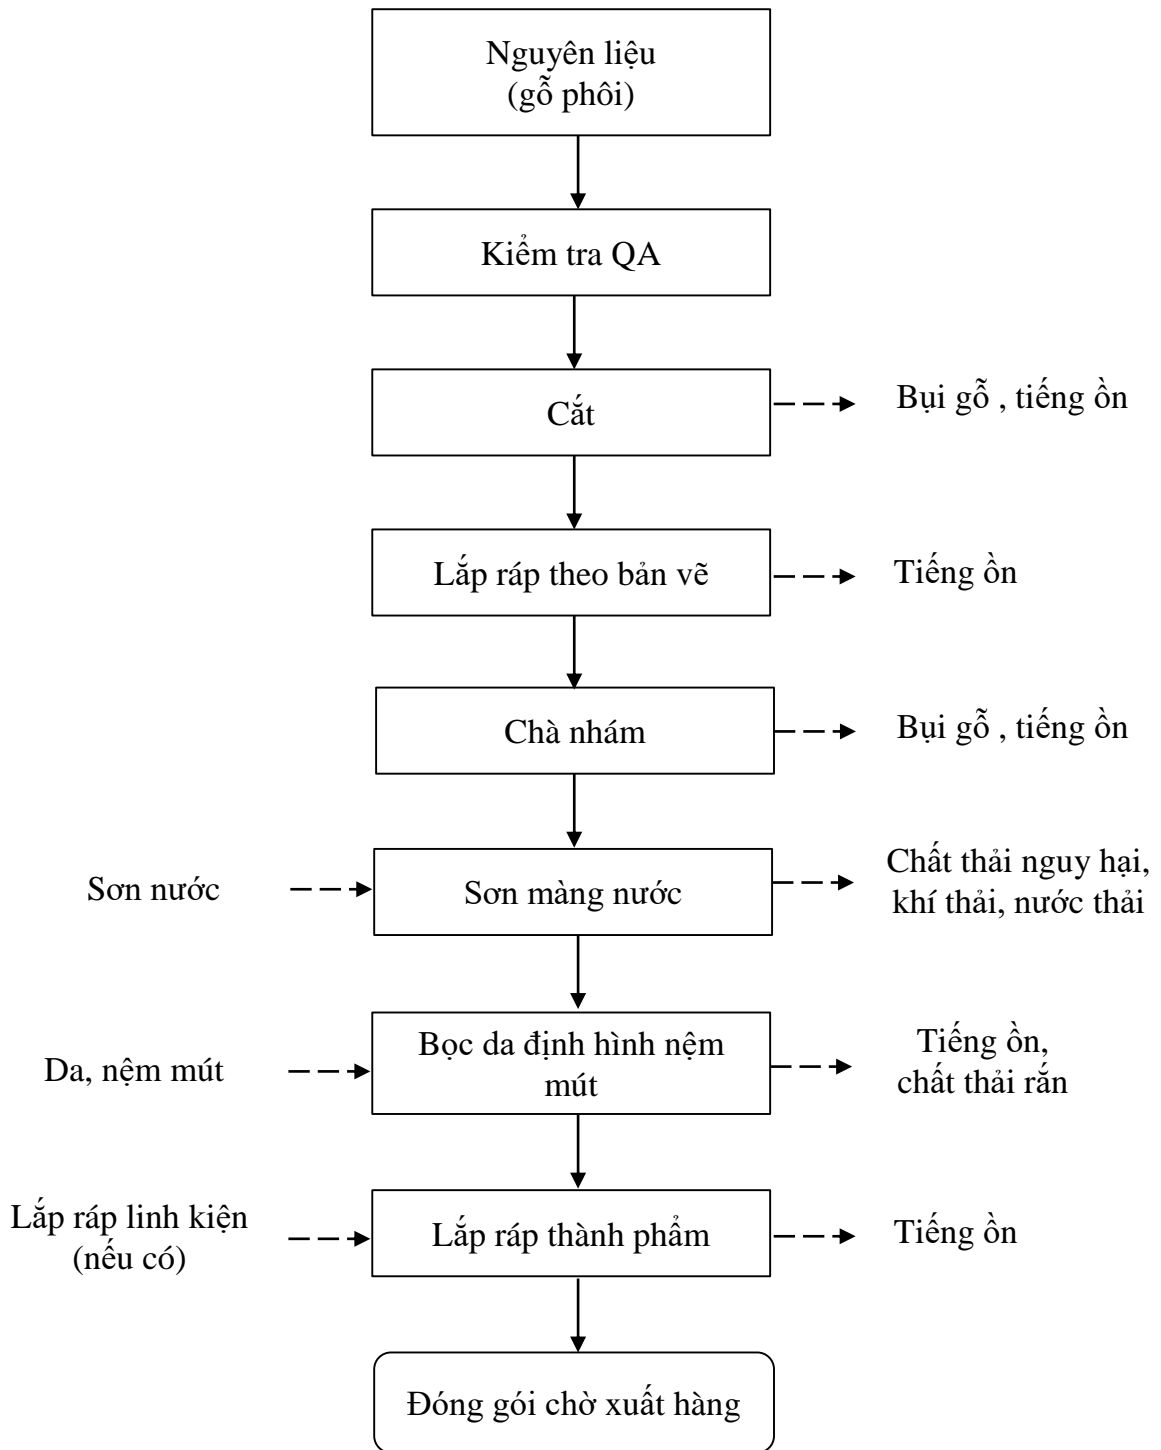 Nguyên liệu
(gỗ phôi)
Kiểm tra QA
Cắt
Bụi gỗ , tiếng ồn
Lắp ráp theo bản vẽ
Tiếng ồn
Chà nhám
Bụi gỗ , tiếng ồn
Sơn nước
Sơn màng nước
Chất thải nguy hại,
khí thải, nước thải
Da, nệm mút
Bọc da định hình nệm
mút
Tiếng ồn,
chất thải rắn
Lắp ráp linh kiện
(nếu có)
Lắp ráp thành phẩm
Tiếng ồn
Đóng gói chờ xuất hàng